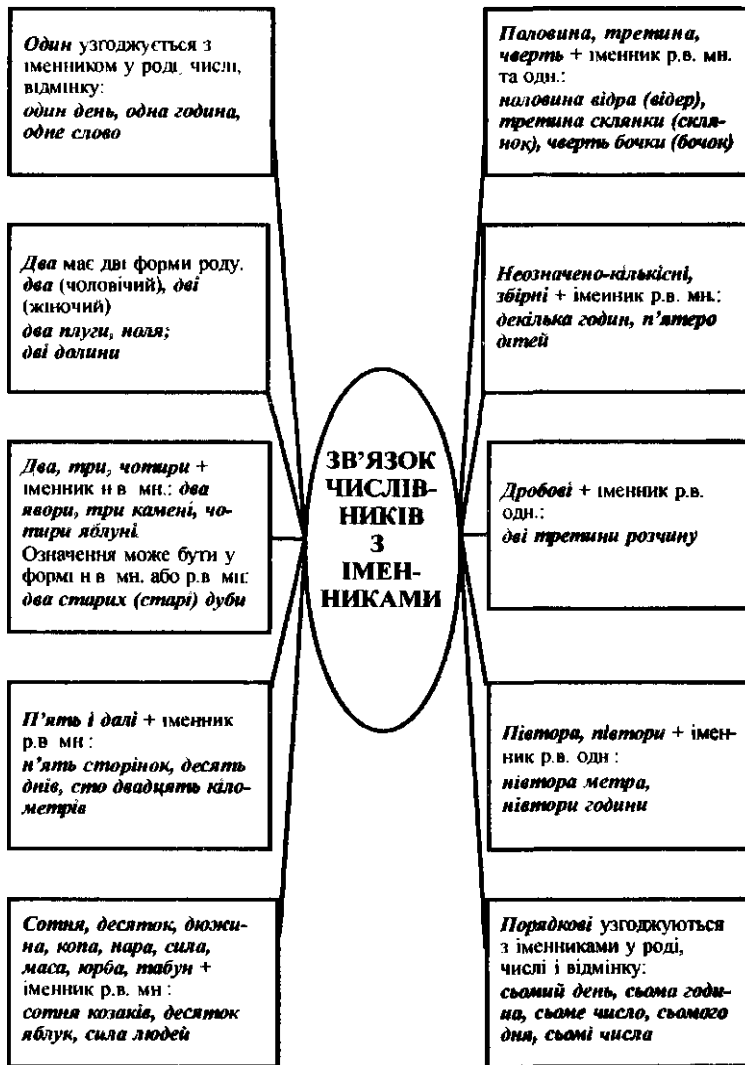 Один узгоджується з
іменником у роді, числі,
відмінку:
один день, одна година,
одне слово
Два має дві форми роду.
два (чоловічий), дві
(жіночий)
два плуги, поля;
дві долини
Два, три, чотири +
іменник н в мн.: два
явори, три камені, чо-
тири яблуні
Означення може бути у
формі н в мн. або р.в мн:
два старих (старі) дуби
П'ять і далі + іменник
р.в мн :
п'ять сторінок, десять
днів, сто двадцять кіло-
метрів
Сотня, десяток, дюжи-
на, копа, пара, сила,
маса, юрба, табун +
іменник р.в. мн :
сотня козаків, десяток
яблук, сила людей
ЗВ'ЯЗОК
ЧИСЛІВ-
НИКІВ
З
ІМЕН-
НИКАМИ
Половина, третина,
чверть + іменник р.в. мн.
та одн.:
половина відра (відер),
третина склянки (скля-
нок), чверть бочки (бочок)
Неозначено-кількісні,
збірні + іменник р.в. мн.:
декілька годин, п'ятеро
дітей
Дробові + іменник р.в.
одн.:
дві третини розчину
Півтора, півтори + імен-
ник р.в. одн :
півтора метра,
півтори години
Порядкові узгоджуються
з іменниками у роді,
числі і відмінку:
сьомий день, сьома годи-
на, сьоме число, сьомого
дня, сьомі числа